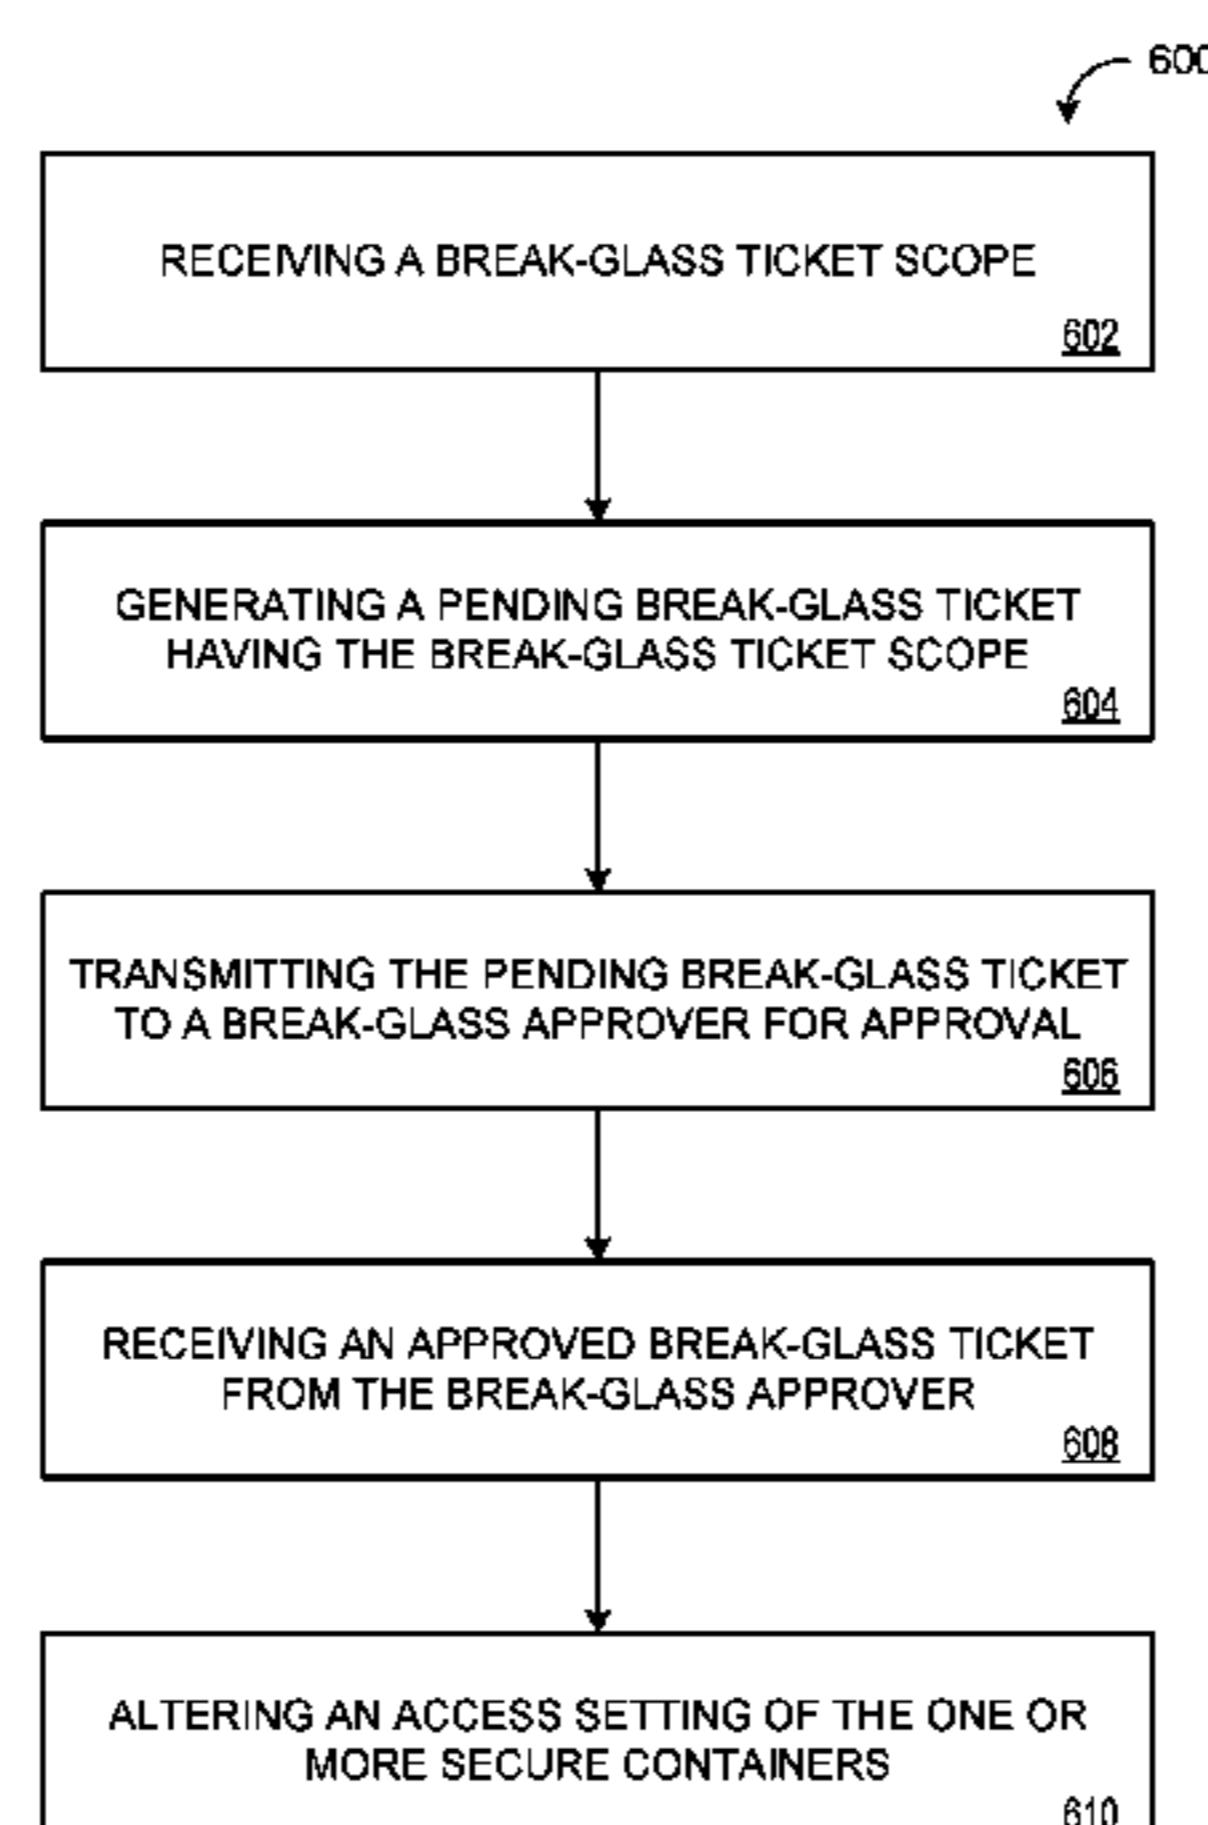 600
RECEIVING A BREAK-GLASS TICKET SCOPE
602
GENERATING A PENDING BREAK-GLASS TICKET
HAVING THE BREAK-GLASS TICKET SCOPE
604
TRANSMITTING THE PENDING BREAK-GLASS TICKET
TO A BREAK-GLASS APPROVER FOR APPROVAL
606
RECEIVING AN APPROVED BREAK-GLASS TICKET
FROM THE BREAK-GLASS APPROVER
608
ALTERING AN ACCESS SETTING OF THE ONE OR
MORE SECURE CONTAINERS
610